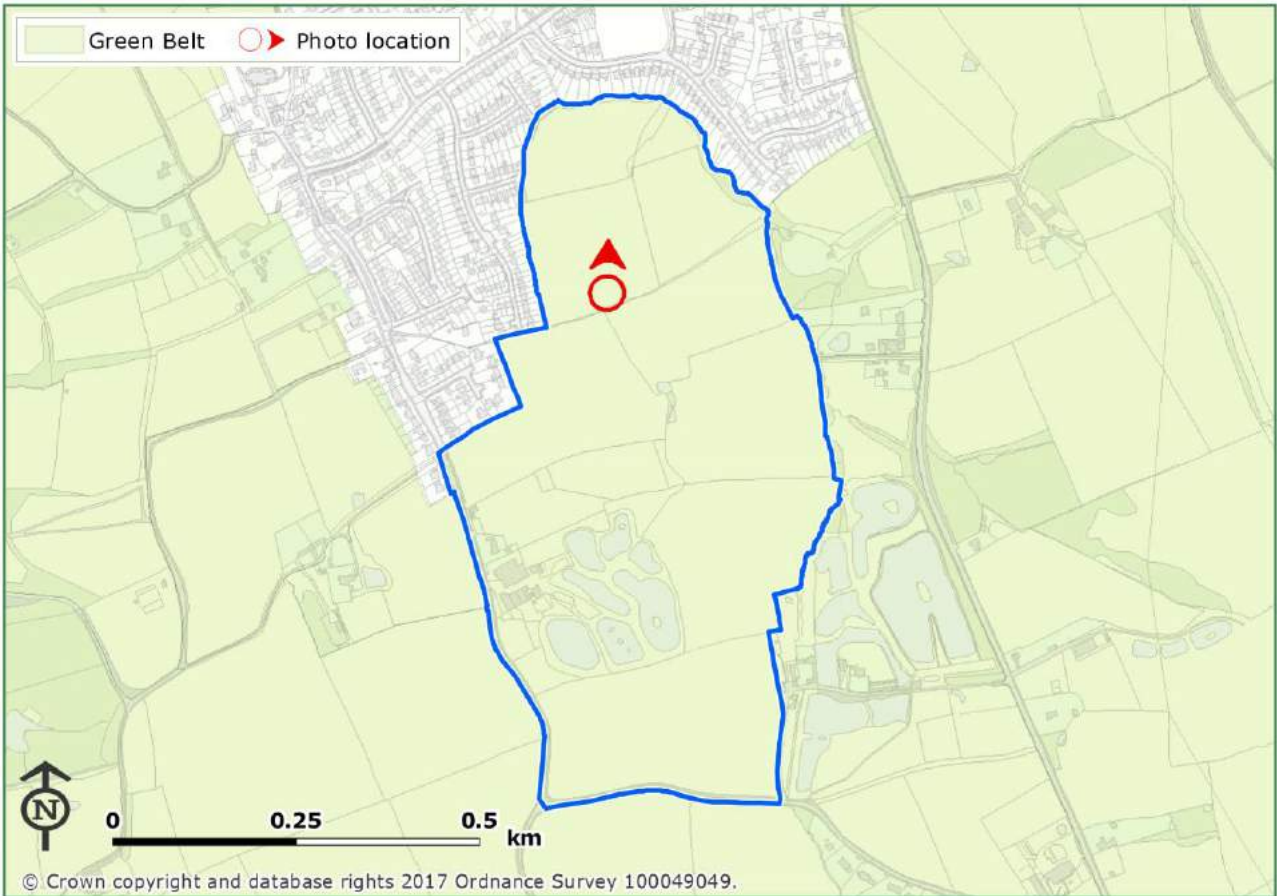 Green Belt Photo location
N
0 0.25 0.5 km
© Crown copyright and database rights 2017 Ordnance Survey 100049049.